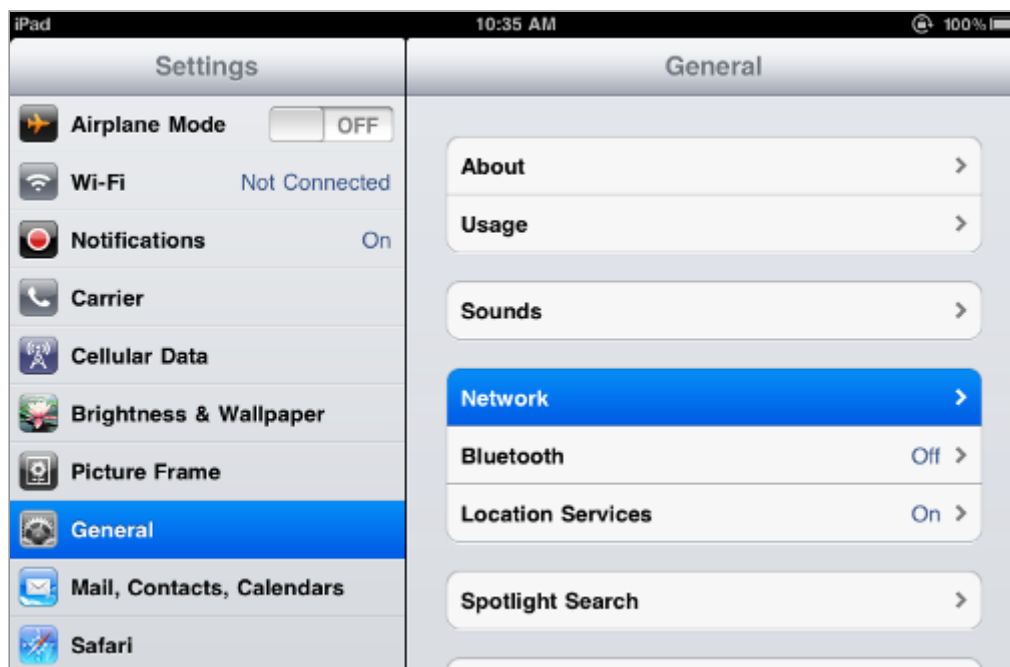 iPad 10:35 AM 100%
Settings
Airplane Mode OFF
Wi-Fi Not Connected
Notifications On
Carrier
Cellular Data
Brightness & Wallpaper
Picture Frame
General
Mail, Contacts, Calendars
Safari
General
About
Usage
Sounds
Network
Bluetooth Off
Location Services On
Spotlight Search